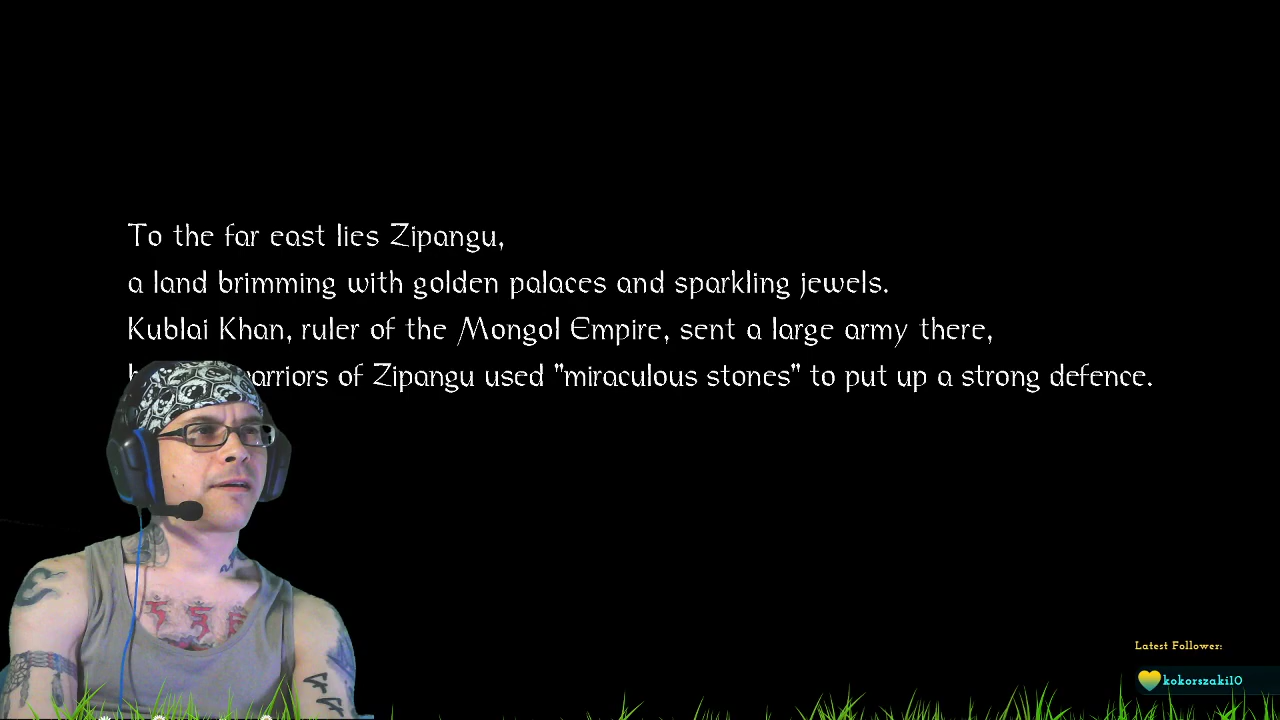 To the far east lies Zipangu,
a land brimming with golden palaces and sparkling jewels.
Kublai Khan, ruler of the Mongol Empire, sent a large army there,
of Zipangu used "miraculous stones" to put up a strong defence.
Latest Follower:
kokorszaki10